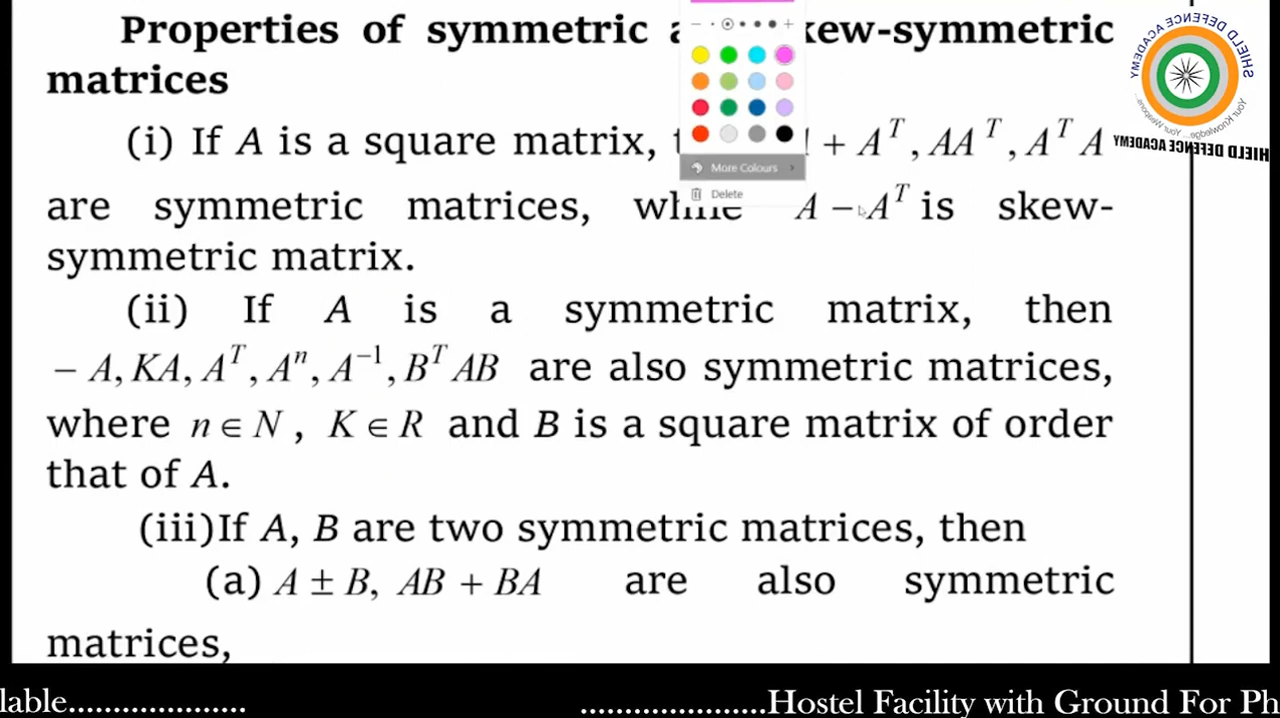 Properties of symmetric a kew-symmetric
matrices
(i) If A is a square matrix, + A^T, AA^T, A^T A
are symmetric matrices, while A − A^T is skew-
symmetric matrix.
(ii) If A is a symmetric matrix, then
− A, KA, A^T, A^n, A^−1, B^T AB are also symmetric matrices,
where n ∈ N, K ∈ R and B is a square matrix of order
that of A.
(iii) If A, B are two symmetric matrices, then
(a) A ± B, AB + BA are also symmetric
matrices,
More Colours
Delete
SHIELD DEFENCE ACADEMY
Your Knowledge... Your Weapons...
SHIELD DEFENCE ACADEMY
lable.................... .....................Hostel Facility with Ground For Ph